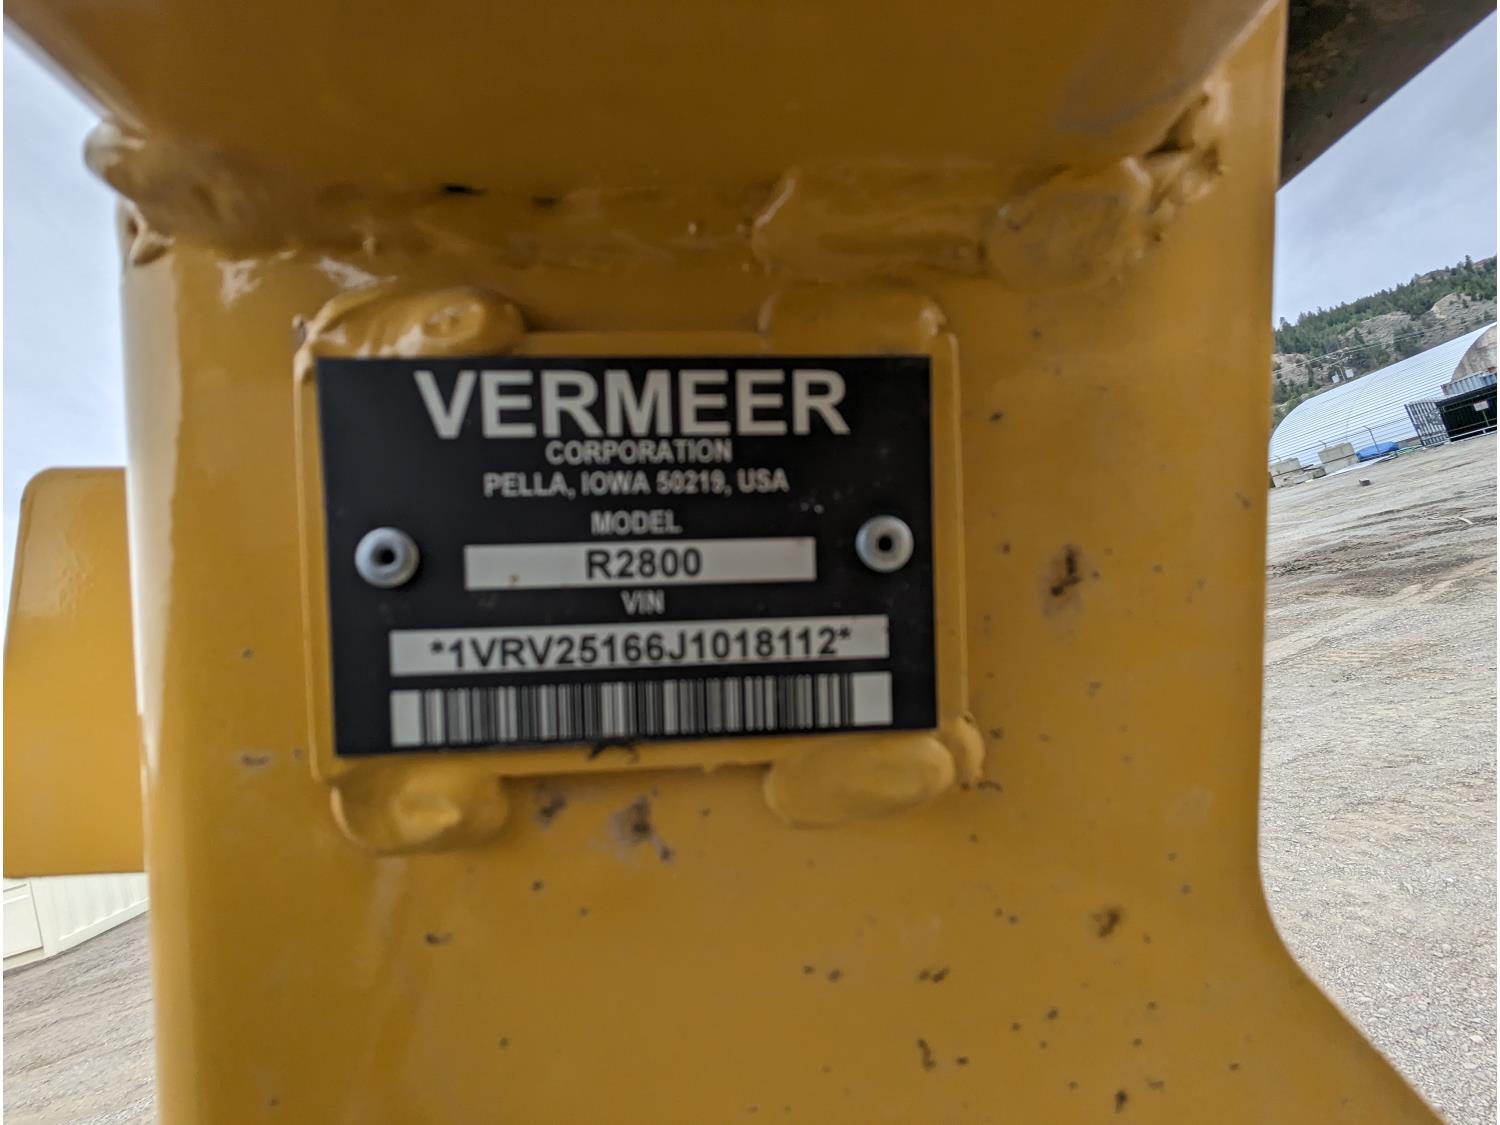 VERMEER
CORPORATION
PELLA, IOWA 50219, USA
MODEL
R2800
VIN
*1VRV25166J1018112*